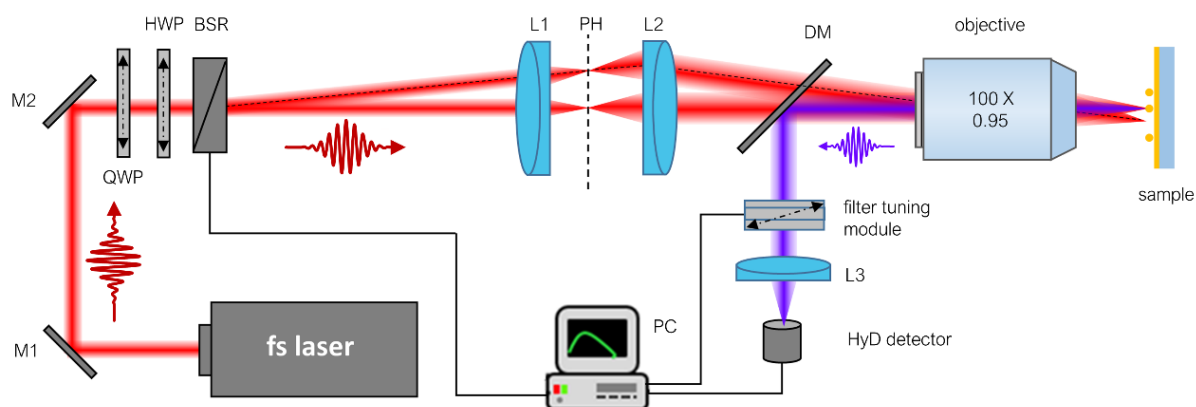 HWP
BSR
L1
PH
L2
DM
objective
M2
100 X
0.95
QWP
sample
filter tuning
module
L3
M1
fs laser
PC
HyD detector